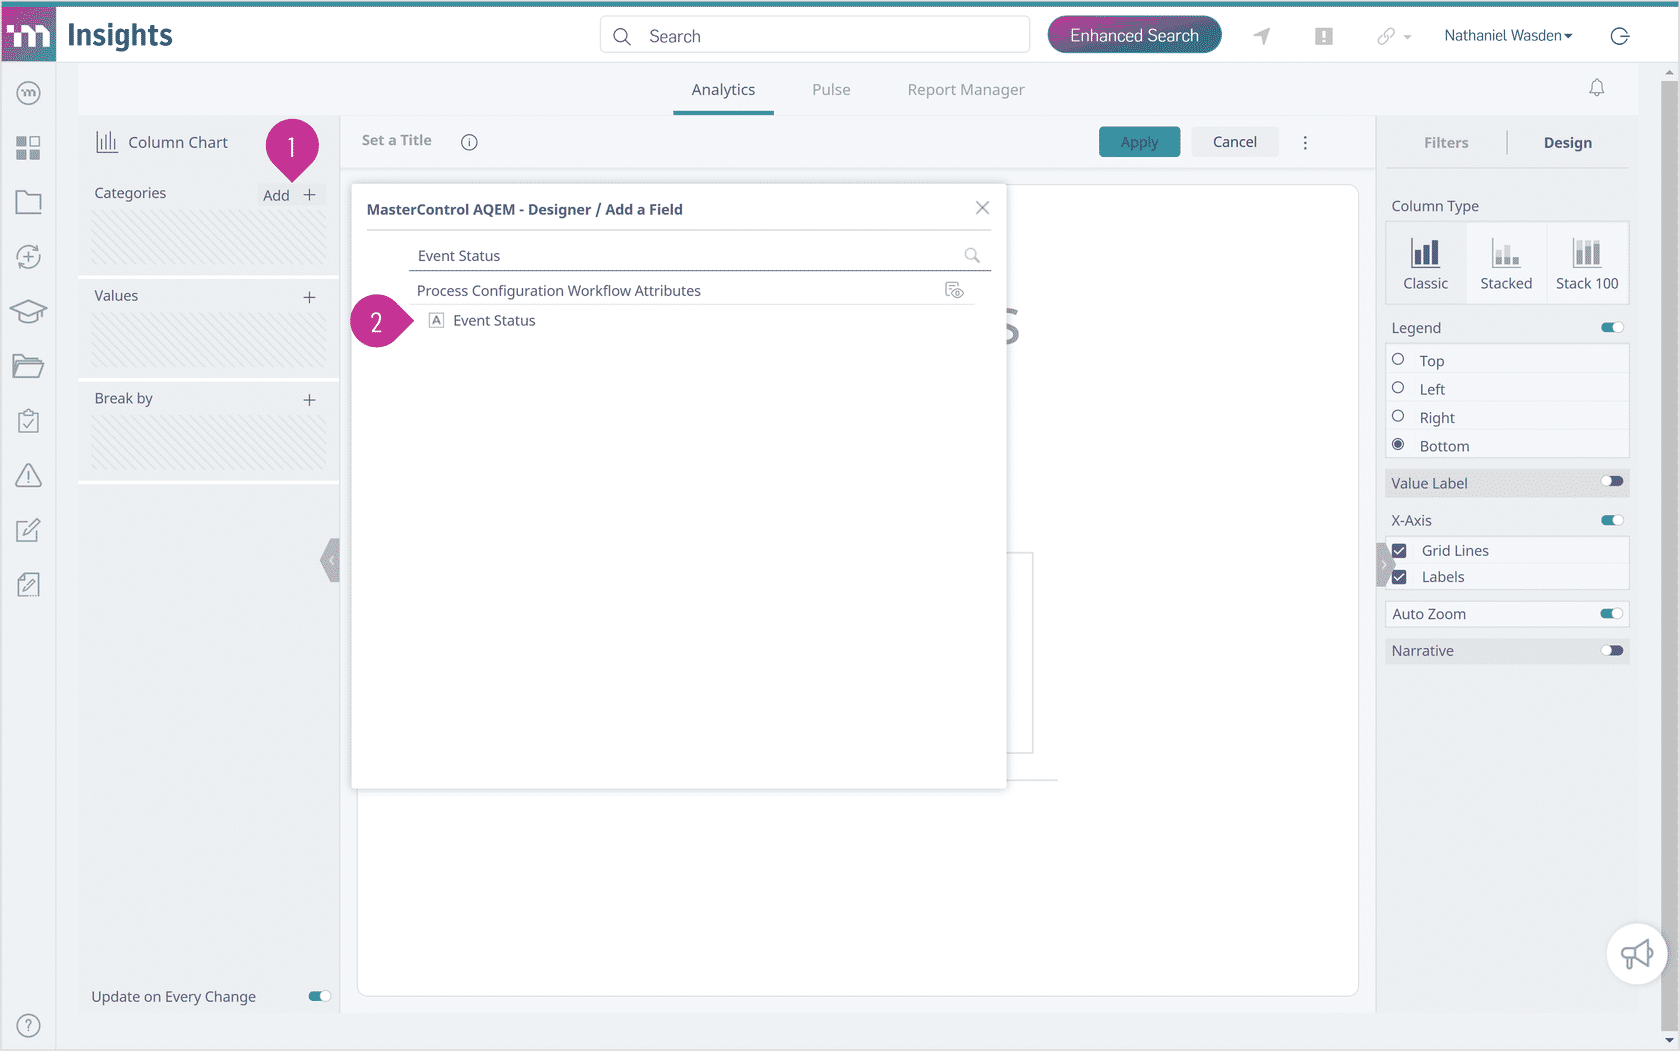 Insights
Search
Enhanced Search
Nathaniel Wasden
Analytics
Pulse
Report Manager
Column Chart
1
Set a Title
Apply
Cancel
Filters
Design
Categories
Add
Values
Break by
Update on Every Change
MasterControl AQEM - Designer / Add a Field
Event Status
Process Configuration Workflow Attributes
2
A Event Status
s
Column Type
Classic
Stacked
Stack 100
Legend
Top
Left
Right
Bottom
Value Label
X-Axis
Grid Lines
Labels
Auto Zoom
Narrative